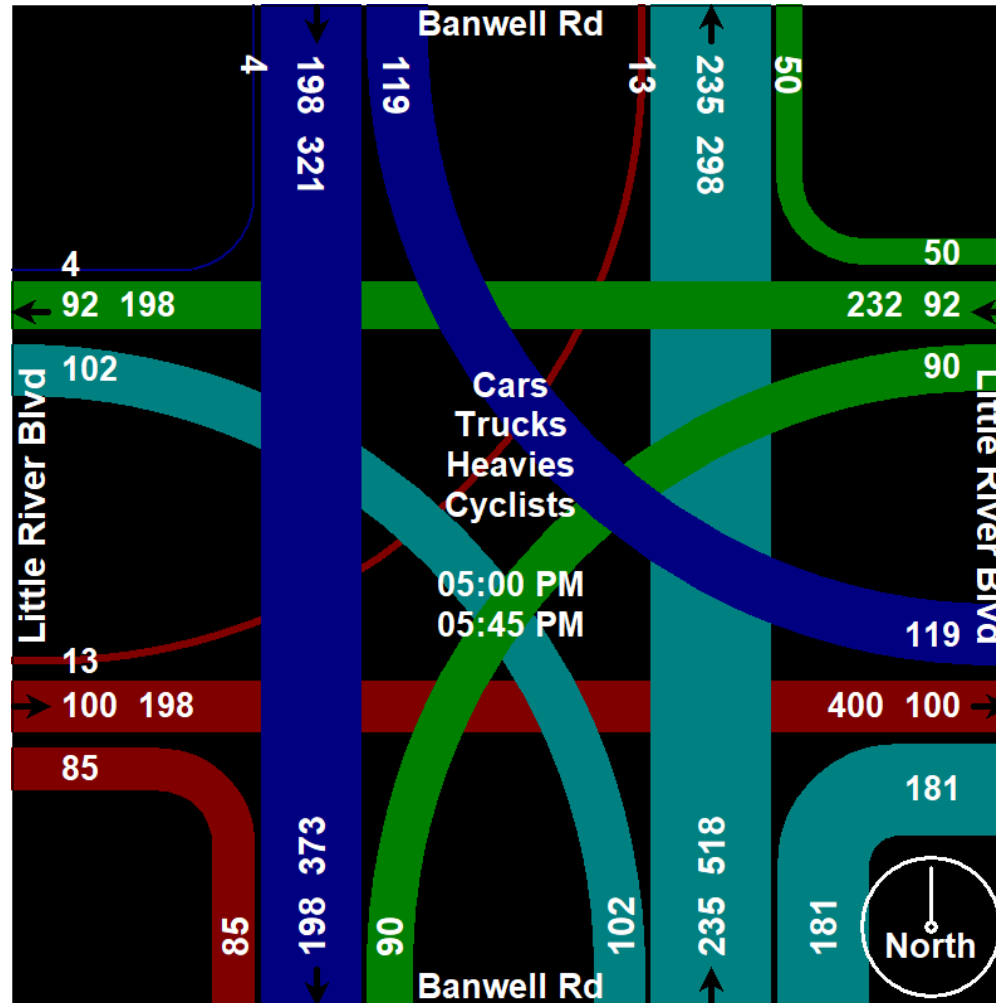 Banwell Rd
4
198 321
119
13
235 298
50
4
50
92 198
232 92
102
90
Little River Blvd
Cars
Trucks
Heavies
Cyclists
Little River Blvd
05:00 PM
05:45 PM
13
119
100 198
400 100
85
181
85
198 373
90
102
235 518
181
North
Banwell Rd